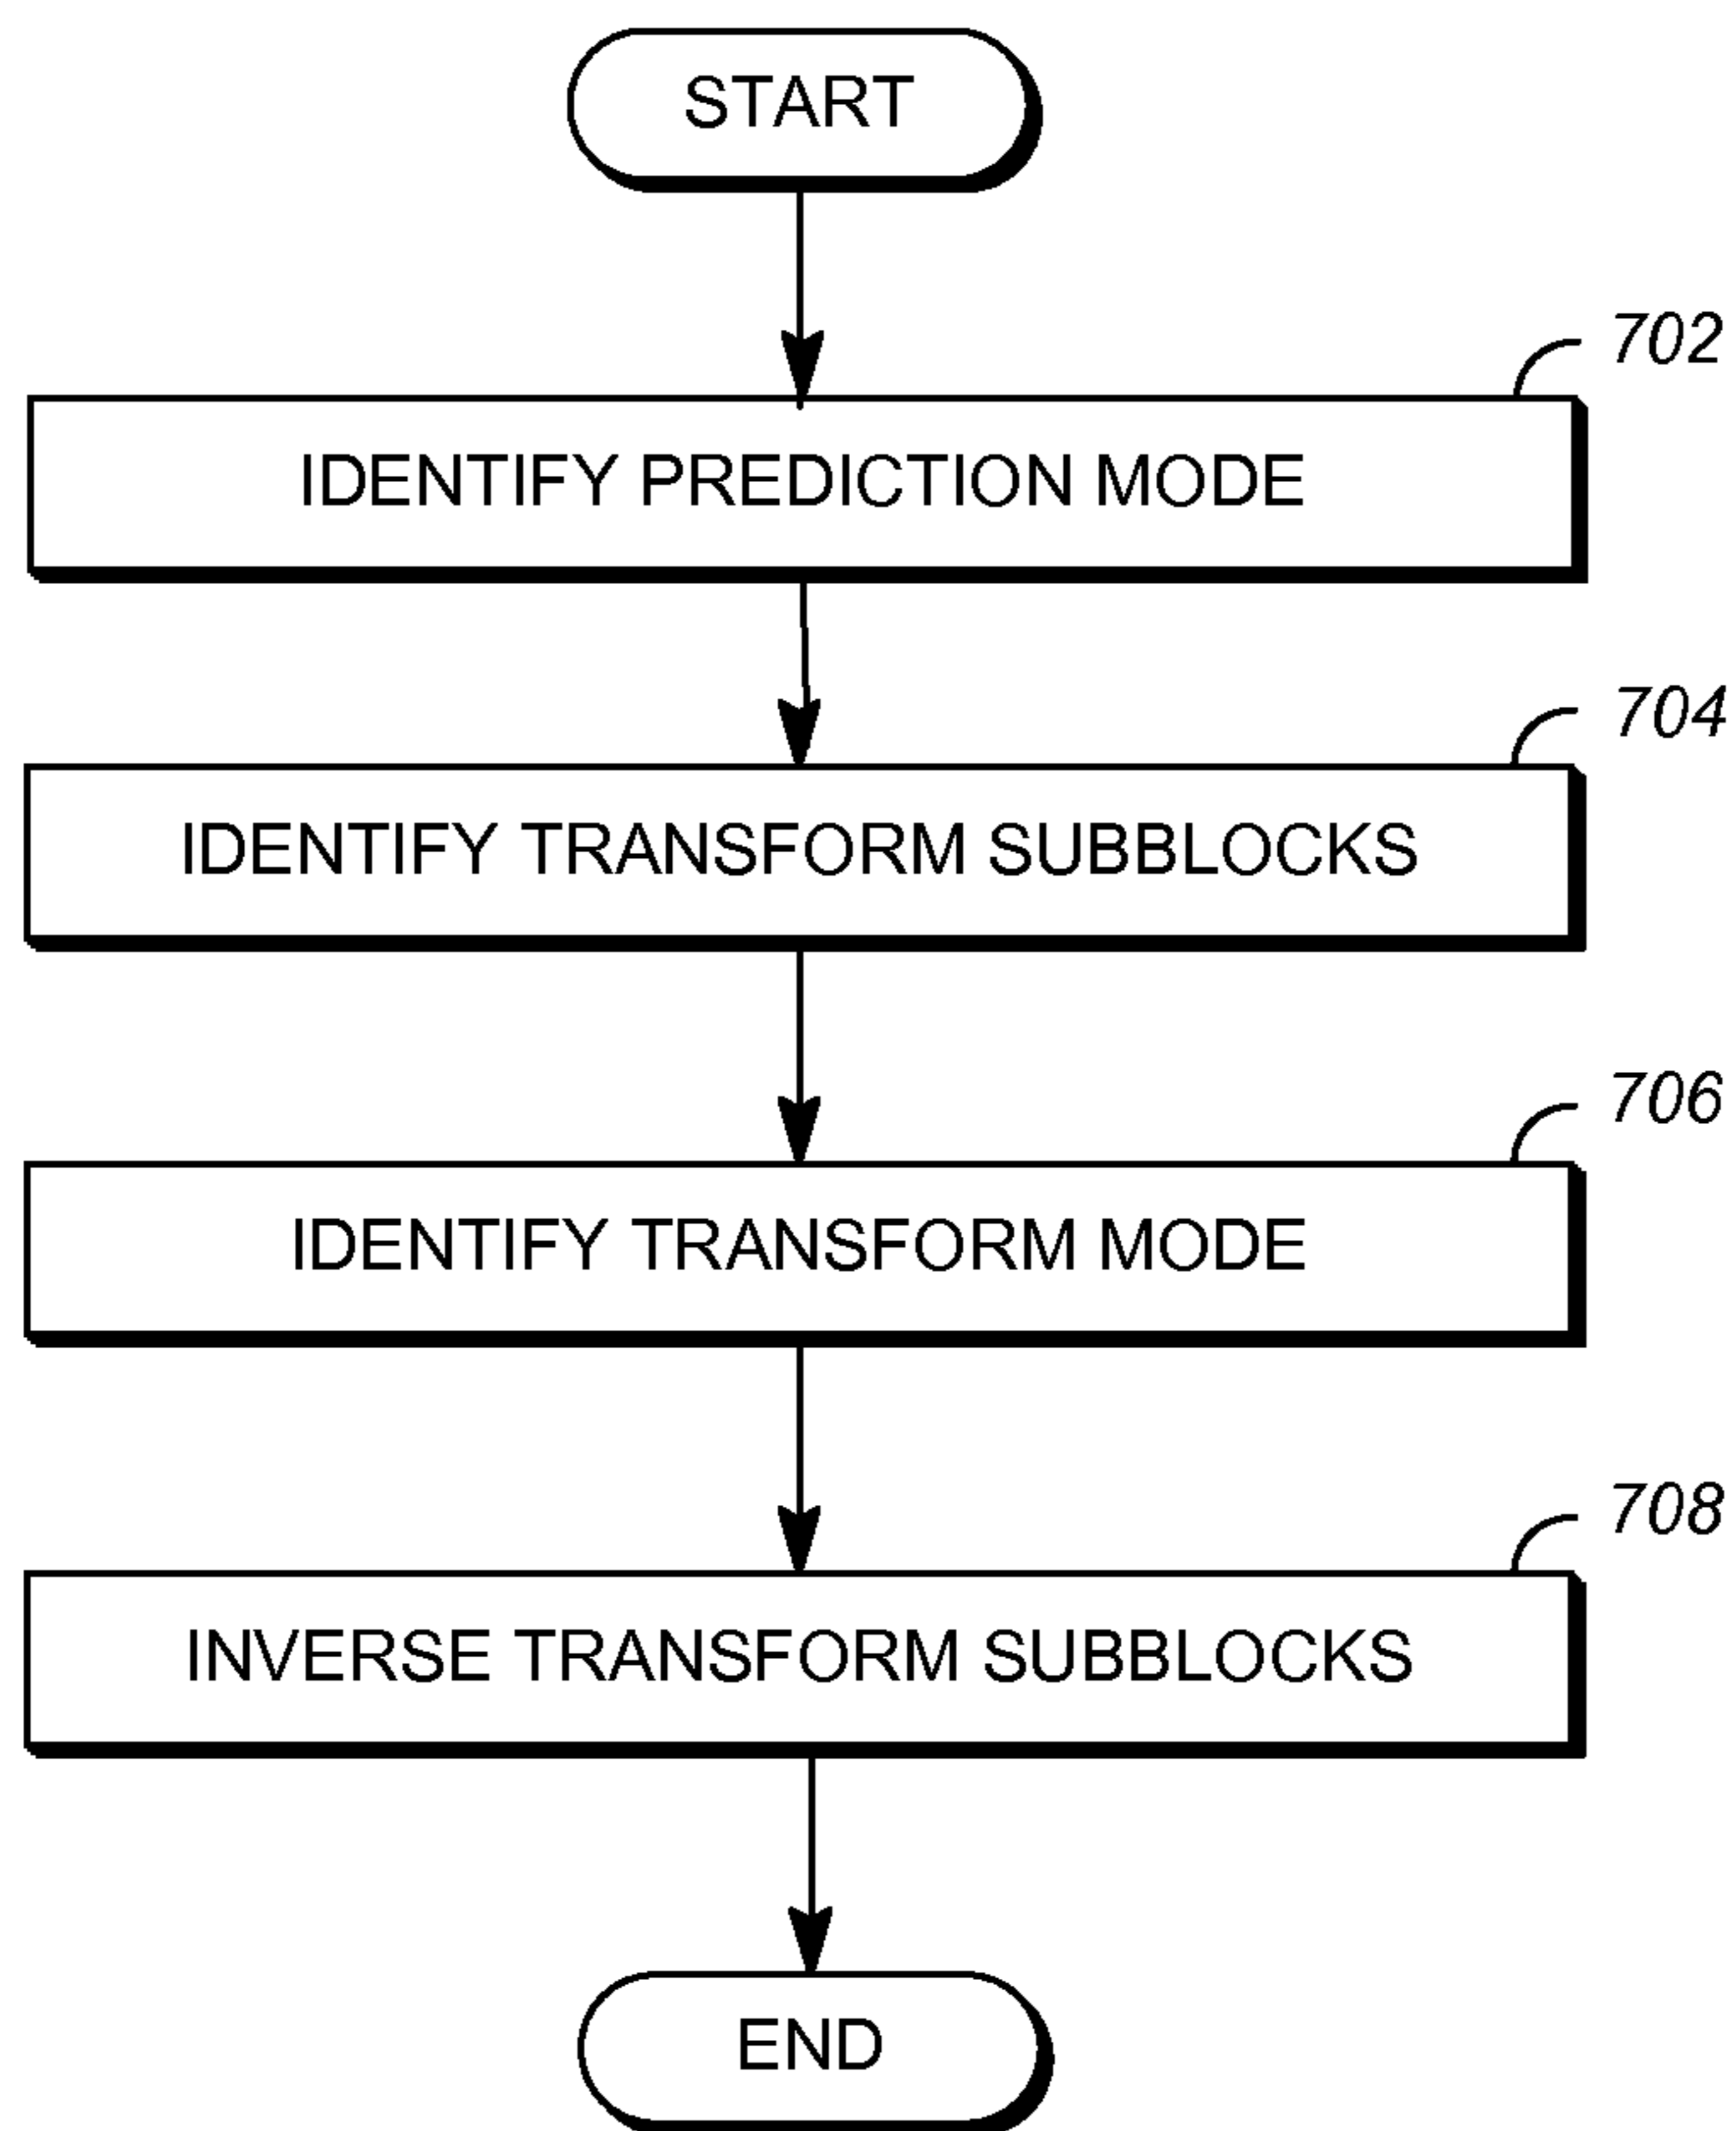 START
702
IDENTIFY PREDICTION MODE
704
IDENTIFY TRANSFORM SUBBLOCKS
706
IDENTIFY TRANSFORM MODE
708
INVERSE TRANSFORM SUBBLOCKS
END